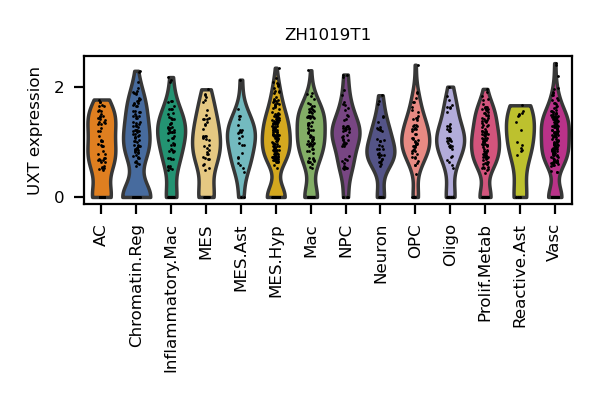 ZH1019T1
UXT expression
2
0
AC
Chromatin.Reg
Inflammatory.Mac
MES
MES.Ast
MES.Hyp
Mac
NPC
Neuron
OPC
Oligo
Prolif.Metab
Reactive.Ast
Vasc